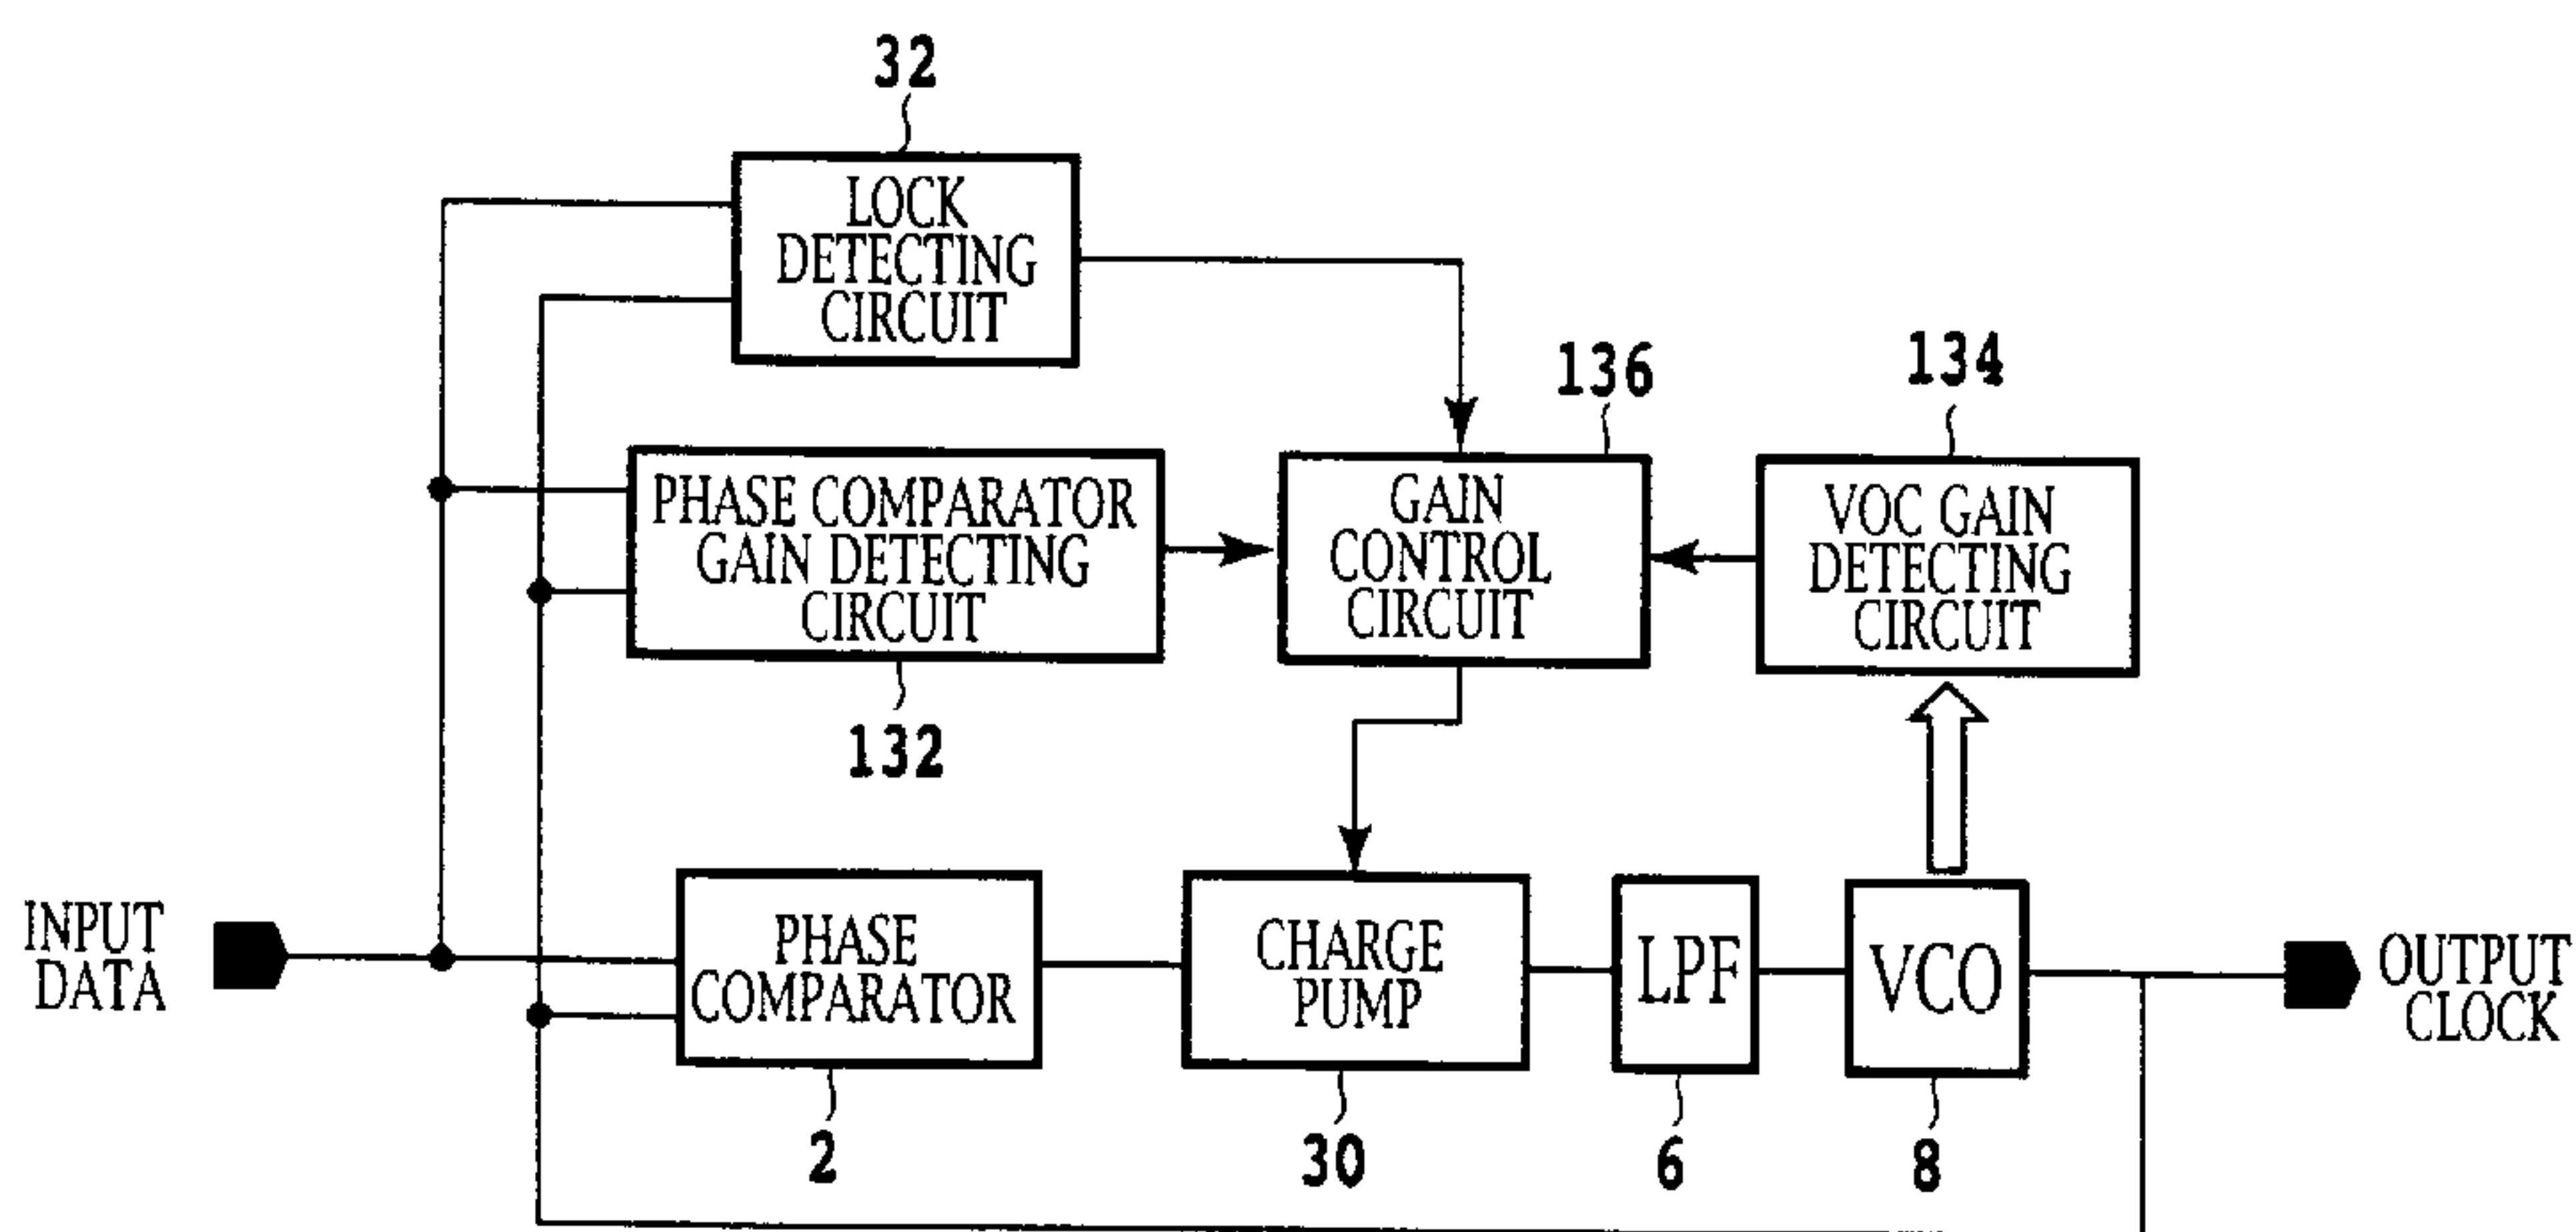 32
LOCK
DETECTING
CIRCUIT
136
134
PHASE COMPARATOR
GAIN DETECTING
CIRCUIT
GAIN
CONTROL
CIRCUIT
VOC GAIN
DETECTING
CIRCUIT
132
INPUT
DATA
PHASE
COMPARATOR
CHARGE
PUMP
LPF
VCO
OUTPUT
CLOCK
2
30
6
8